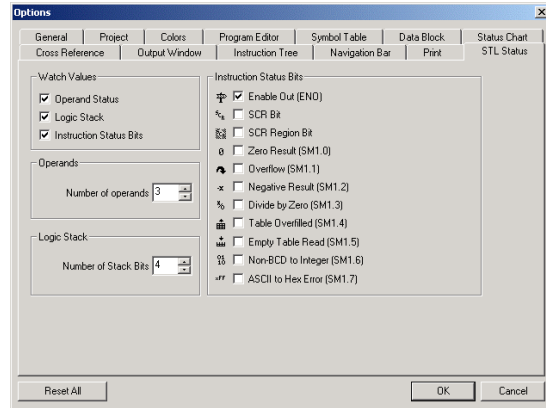 Options
General Project Colors Program Editor Symbol Table Data Block Status Chart
Cross Reference Output Window Instruction Tree Navigation Bar Print STL Status
Watch Values
Operand Status
Logic Stack
Instruction Status Bits
Operands
Number of operands 3
Logic Stack
Number of Stack Bits 4
Instruction Status Bits
Enable Out (ENO)
SCR Bit
SCR Region Bit
Zero Result (SM1.0)
Overflow (SM1.1)
Negative Result (SM1.2)
Divide by Zero (SM1.3)
Table Overfilled (SM1.4)
Empty Table Read (SM1.5)
Non-BCD to Integer (SM1.6)
ASCII to Hex Error (SM1.7)
Reset All OK Cancel